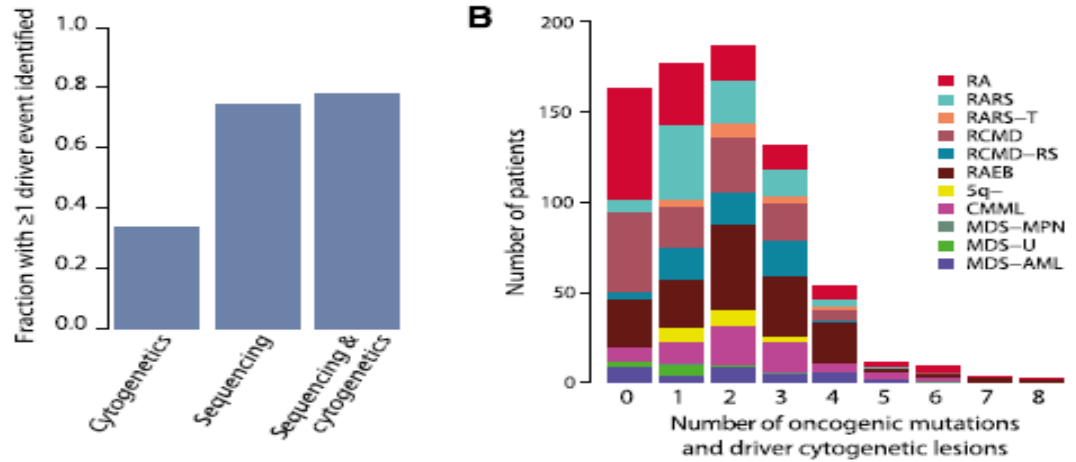 Fraction with ≥1 driver event identified
1.0
0.8
0.6
0.4
0.2
0.0
Cytogenetics
Sequencing
Sequencing &
cytogenetics
B
Number of patients
200
150
100
50
0
0 1 2 3 4 5 6 7 8
Number of oncogenic mutations
and driver cytogenetic lesions
RA
RARS
RARS-T
RCMD
RCMD-RS
RAEB
5q-
CMML
MDS-MPN
MDS-U
MDS-AML